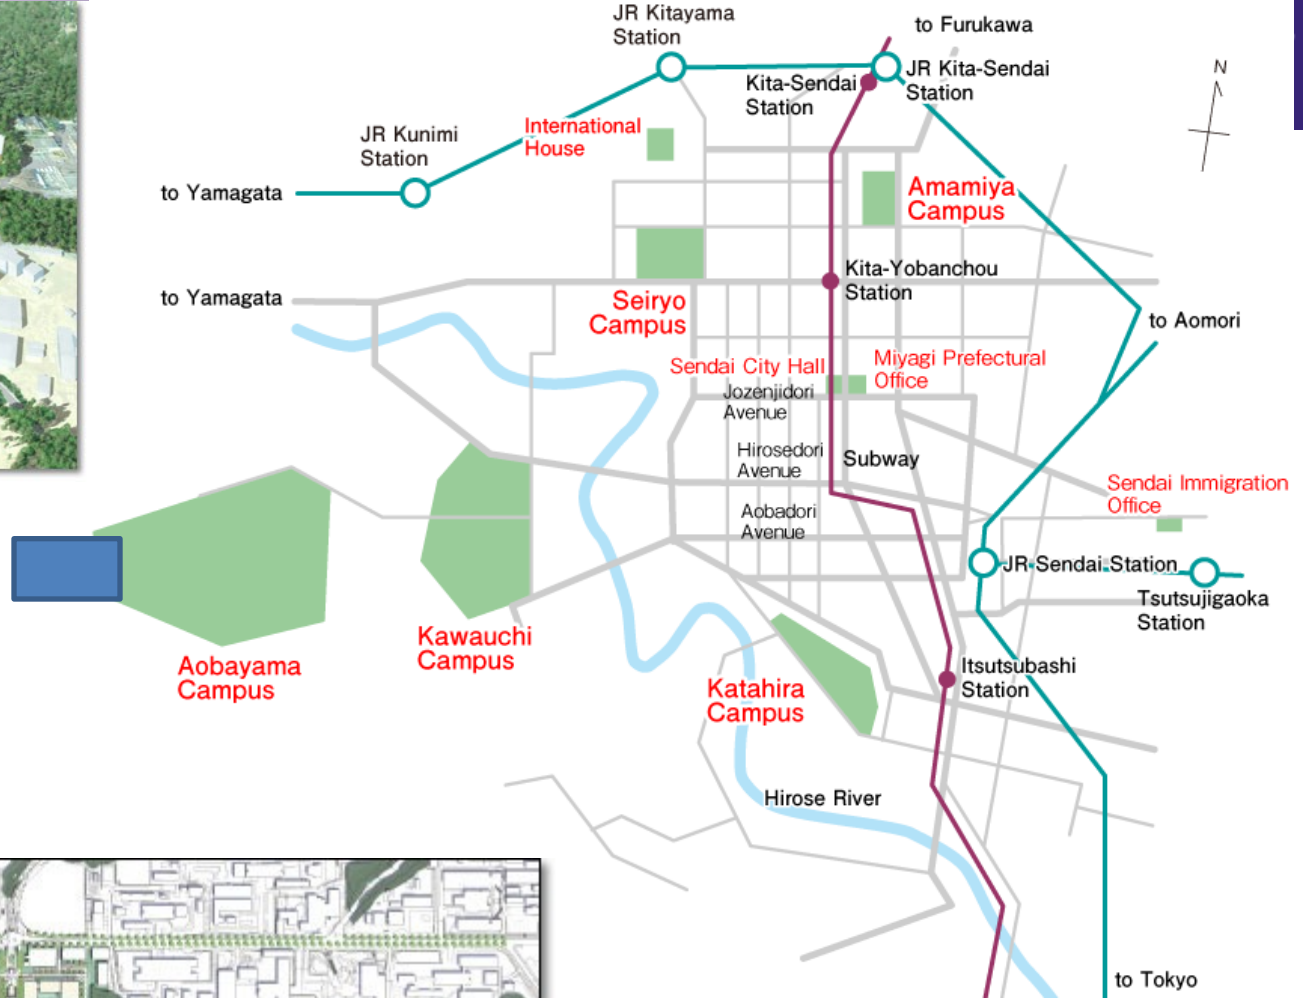 to Furukawa
JR Kitayama
Station
JR Kita-Sendai
Station
Kita-Sendai
Station
N
International
House
JR Kunimi
Station
to Yamagata
Amamiya
Campus
Kita-Yobanchou
Station
to Yamagata
Seiryo
Campus
to Aomori
Sendai City Hall
Miyagi Prefectural
Office
Jozenjidori
Avenue
Hirosedori
Avenue
Subway
Sendai Immigration
Office
Aobadori
Avenue
JR Sendai Station
Tsutsujigaoka
Station
Kawauchi
Campus
Aobayama
Campus
Itsutsubashi
Station
Katahira
Campus
Hirose River
to Tokyo